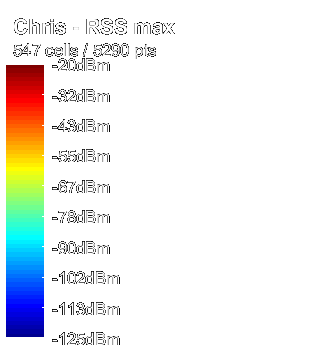 Chris - RSS max
547 cells / 5290 pts
-20dBm
-32dBm
-43dBm
-55dBm
-67dBm
-78dBm
-90dBm
-102dBm
-113dBm
-125dBm